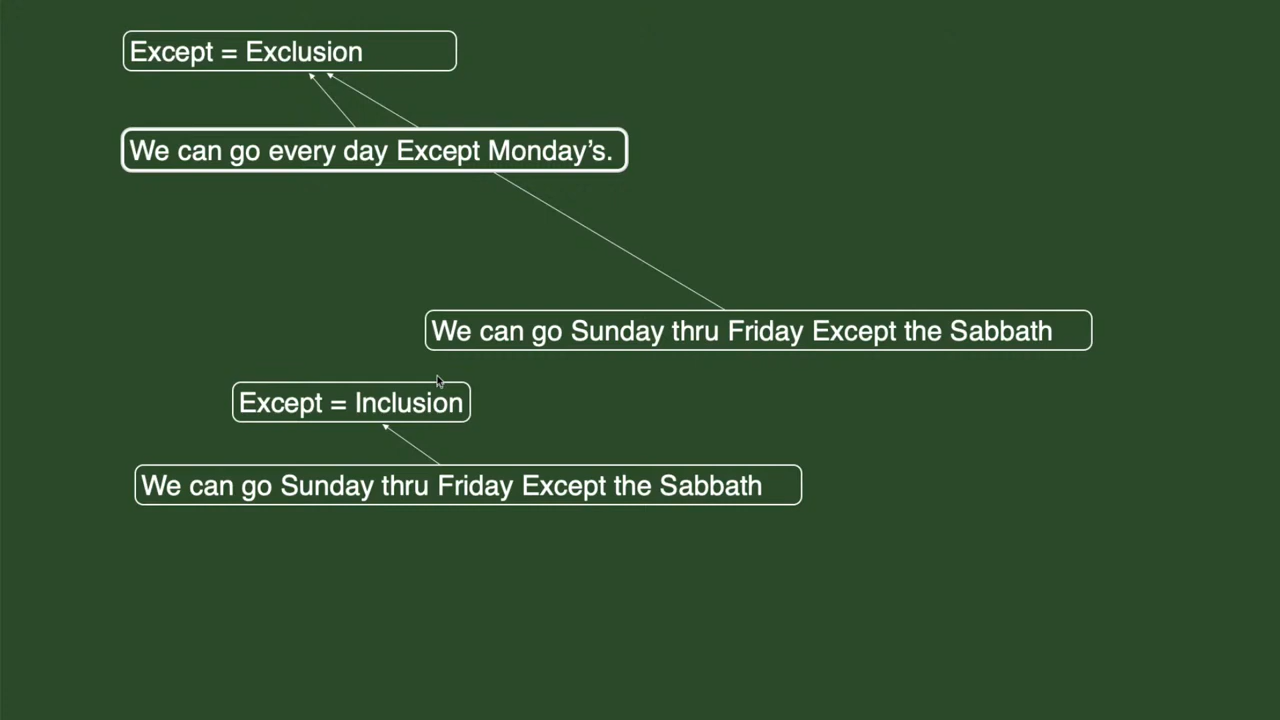 Except = Exclusion
We can go every day Except Monday’s.
We can go Sunday thru Friday Except the Sabbath
Except = Inclusion
We can go Sunday thru Friday Except the Sabbath